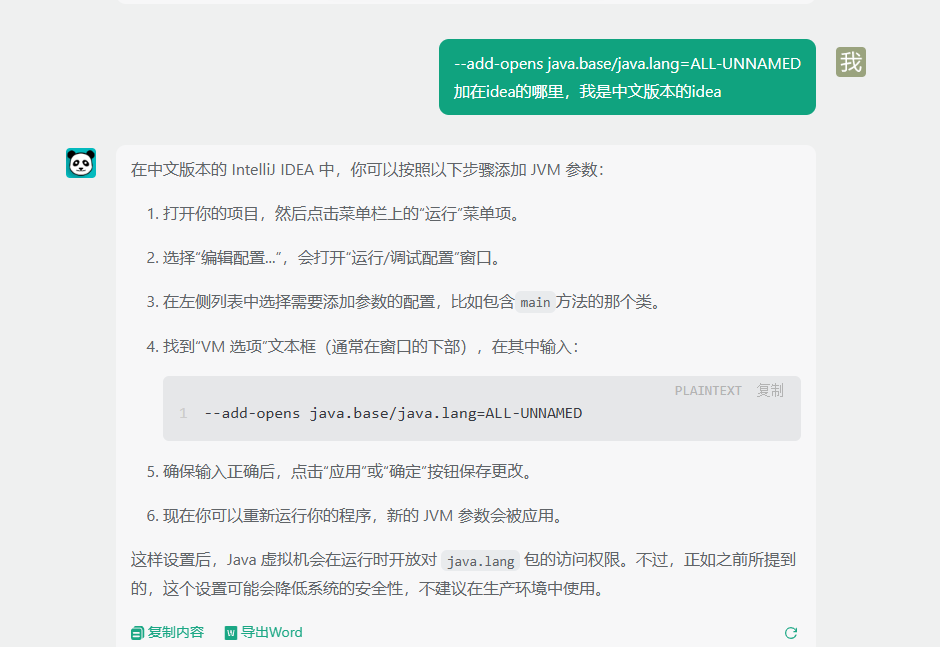 --add-opens java.base/java.lang=ALL-UNNAMED
加在idea的哪里，我是中文版本的idea
我
在中文版本的 IntelliJ IDEA 中，你可以按照以下步骤添加 JVM 参数：
1. 打开你的项目，然后点击菜单栏上的“运行”菜单项。
2. 选择“编辑配置...”，会打开“运行/调试配置”窗口。
3. 在左侧列表中选择需要添加参数的配置，比如包含 main 方法的那个类。
4. 找到“VM 选项”文本框（通常在窗口的下部），在其中输入：
PLAINTEXT 复制
1 --add-opens java.base/java.lang=ALL-UNNAMED
5. 确保输入正确后，点击“应用”或“确定”按钮保存更改。
6. 现在你可以重新运行你的程序，新的 JVM 参数会被应用。
这样设置后，Java 虚拟机会在运行时开放对 java.lang 包的访问权限。不过，正如之前所提到
的，这个设置可能会降低系统的安全性，不建议在生产环境中使用。
复制内容 W 导出Word